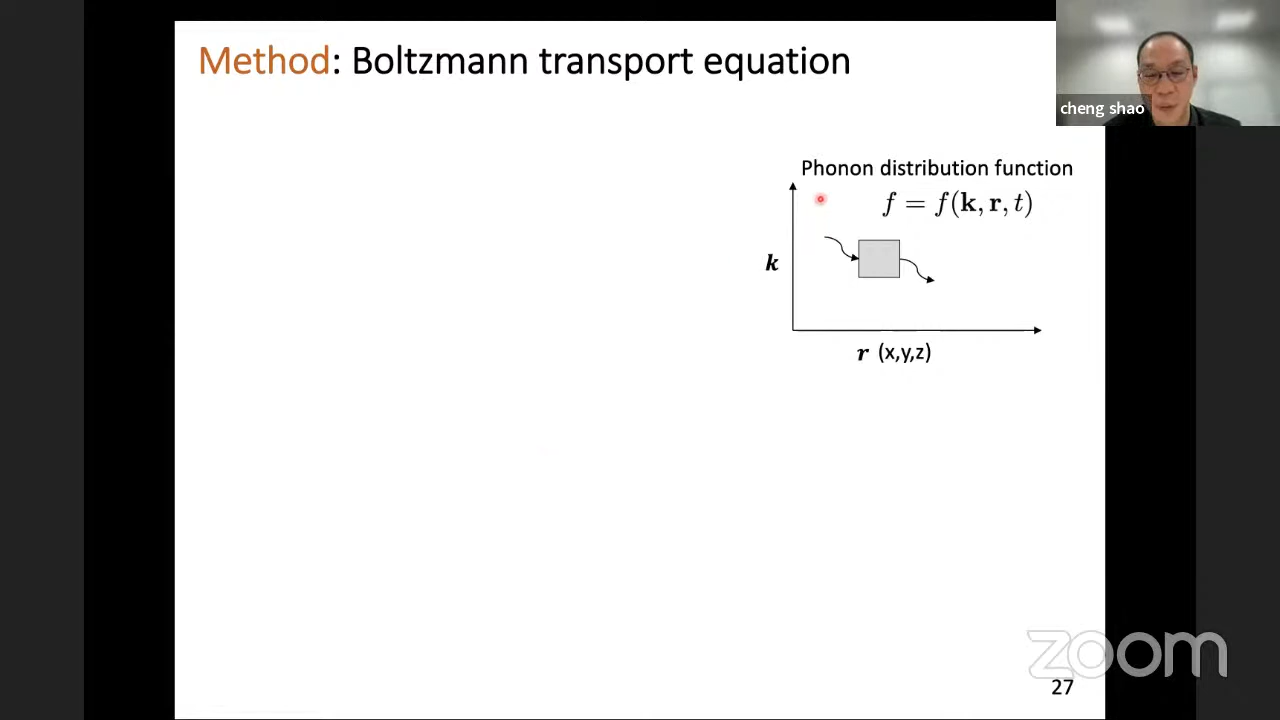 Method: Boltzmann transport equation
cheng shao
Phonon distribution function
f = f(k, r, t)
k
r (x,y,z)
zoom
27